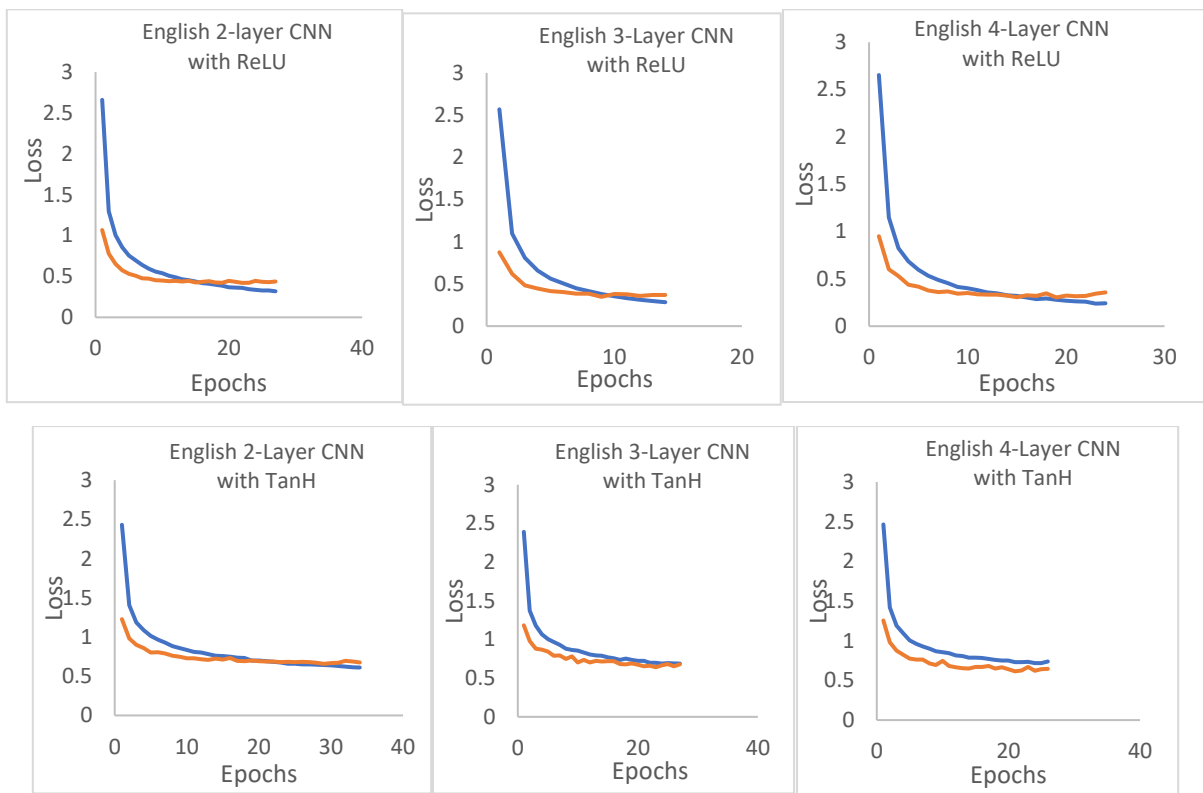 English 2-layer CNN
with ReLU
3
2.5
2
1.5
1
0.5
0
Loss
0
20
40
Epochs
English 3-Layer CNN
with ReLU
3
2.5
2
1.5
1
0.5
0
Loss
0
10
20
Epochs
English 4-Layer CNN
with ReLU
3
2.5
2
1.5
1
0.5
0
Loss
0
10
20
30
Epochs
English 2-Layer CNN
with TanH
3
2.5
2
1.5
1
0.5
0
Loss
0
10
20
30
40
Epochs
English 3-Layer CNN
with TanH
3
2.5
2
1.5
1
0.5
0
Loss
0
20
40
Epochs
English 4-Layer CNN
with TanH
3
2.5
2
1.5
1
0.5
0
Loss
0
20
40
Epochs